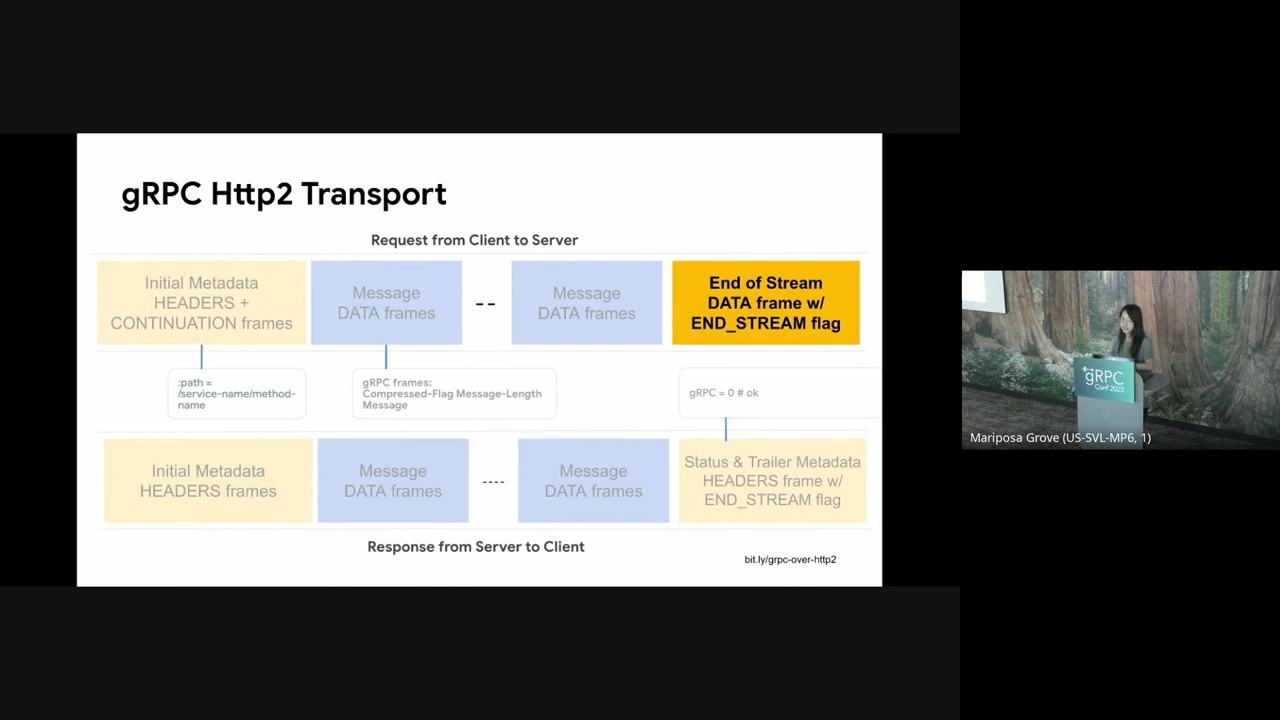 gRPC Http2 Transport
Request from Client to Server
Initial Metadata
HEADERS +
CONTINUATION frames
Message
DATA frames
--
Message
DATA frames
End of Stream
DATA frame w/
END_STREAM flag
:path =
/service-name/method-
name
gRPC frames:
Compressed-Flag Message-Length
Message
gRPC = 0 # ok
Initial Metadata
HEADERS frames
Message
DATA frames
----
Message
DATA frames
Status & Trailer Metadata
HEADERS frame w/
END_STREAM flag
Response from Server to Client
bit.ly/grpc-over-http2
gRPC
Conf 2023
Mariposa Grove (US-SVL-MP6, 1)